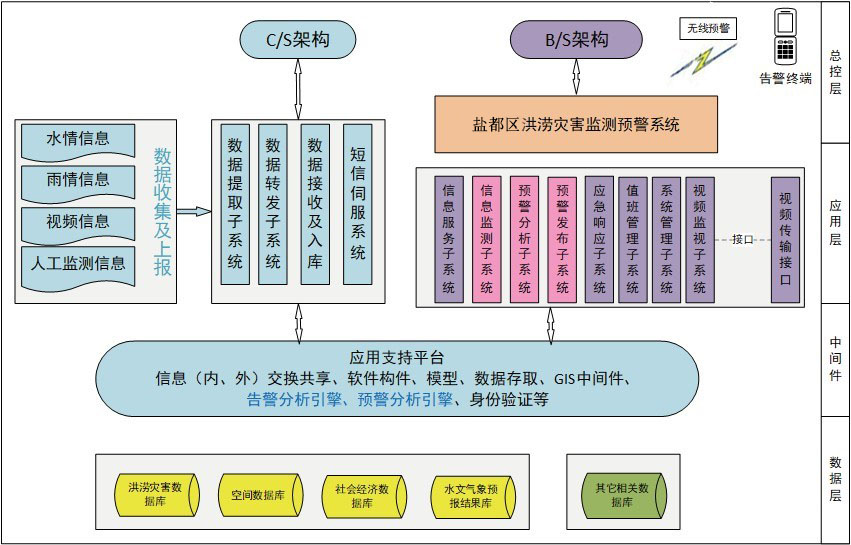 C/S架构
B/S架构
无线预警
告警终端
总控层
盐都区洪涝灾害监测预警系统
水情信息
雨情信息
视频信息
人工监测信息
数据收集及上报
数据提取子系统
数据转发子系统
数据接收及入库
短信伺服系统
信息服务子系统
信息监测子系统
预警分析子系统
预警发布子系统
应急响应子系统
值班管理子系统
系统管理子系统
视频监视子系统
接口
视频传输接口
应用层
应用支持平台
信息（内、外）交换共享、软件构件、模型、数据存取、GIS中间件、
告警分析引擎、预警分析引擎、身份验证等
中间件
洪涝灾害数
据库
空间数据库
社会经济数
据库
水文气象预
报结果库
其它相关数
据库
数据层